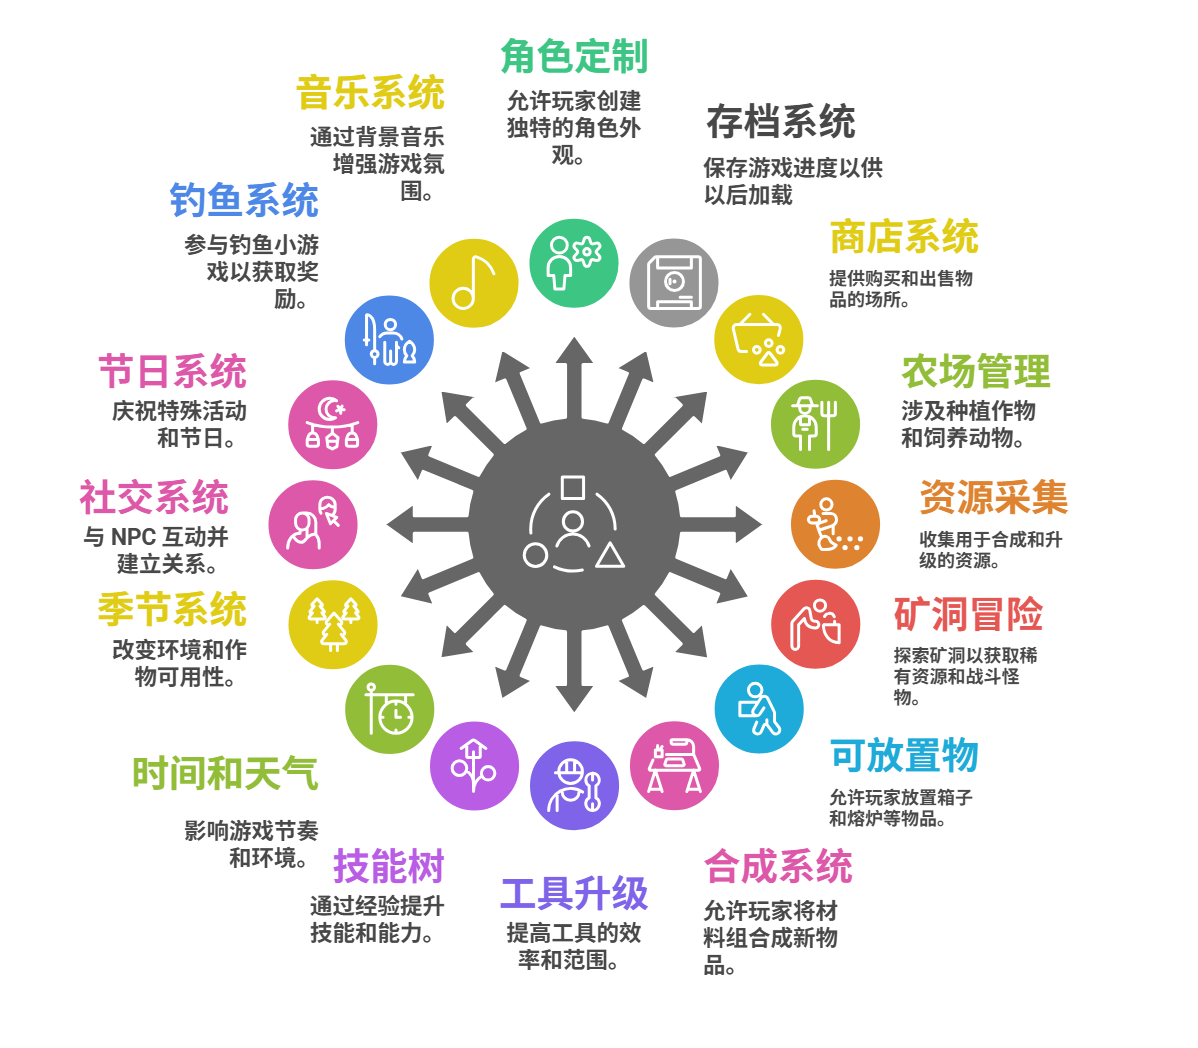 角色定制
允许玩家创建
独特的角色外
观。
存档系统
保存游戏进度以供
以后加载
商店系统
提供购买和出售物
品的场所。
农场管理
涉及种植作物
和饲养动物。
资源采集
收集用于合成和升
级的资源。
矿洞冒险
探索矿洞以获取稀
有资源和战斗怪
物。
可放置物
允许玩家放置箱子
和熔炉等物品。
合成系统
允许玩家将材
料组合成新物
品。
工具升级
提高工具的效
率和范围。
技能树
通过经验提升
技能和能力。
时间和天气
影响游戏节奏
和环境。
季节系统
改变环境和作
物可用性。
社交系统
与 NPC 互动并
建立关系。
节日系统
庆祝特殊活动
和节日。
钓鱼系统
参与钓鱼小游
戏以获取奖
励。
音乐系统
通过背景音乐
增强游戏氛
围。